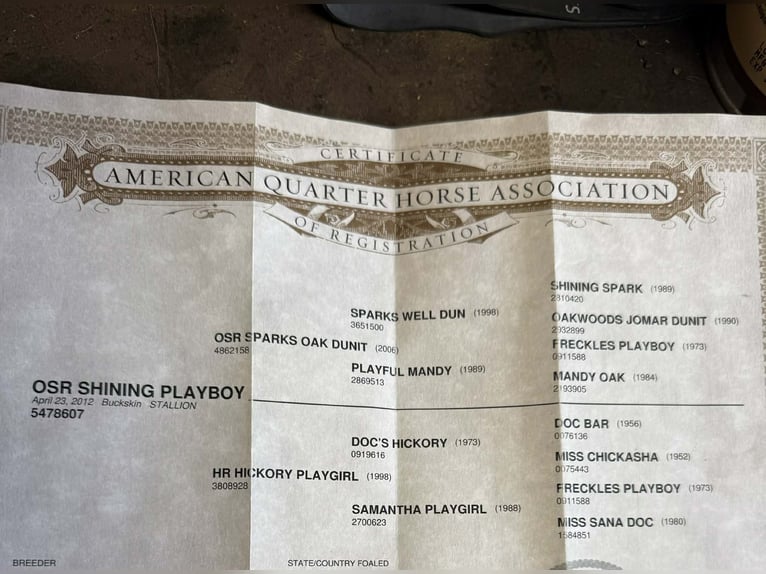 CERTIFICATE
AMERICAN QUARTER HORSE ASSOCIATION
OF REGISTRATION
SHINING SPARK (1989)
2810420
SPARKS WELL DUN (1998)
3651500
OAKWOODS JOMAR DUNIT (1990)
2932899
OSR SPARKS OAK DUNIT (2006)
4862158
FRECKLES PLAYBOY (1973)
0911588
PLAYFUL MANDY (1989)
2869513
MANDY OAK (1984)
2193905
OSR SHINING PLAYBOY
April 23, 2012 Buckskin STALLION
5478607
DOC BAR (1956)
0076136
DOC'S HICKORY (1973)
0919616
MISS CHICKASHA (1952)
0075443
HR HICKORY PLAYGIRL (1998)
3808928
FRECKLES PLAYBOY (1973)
0911588
SAMANTHA PLAYGIRL (1988)
2700623
MISS SANA DOC (1980)
1584851
BREEDER
STATE/COUNTRY FOALED